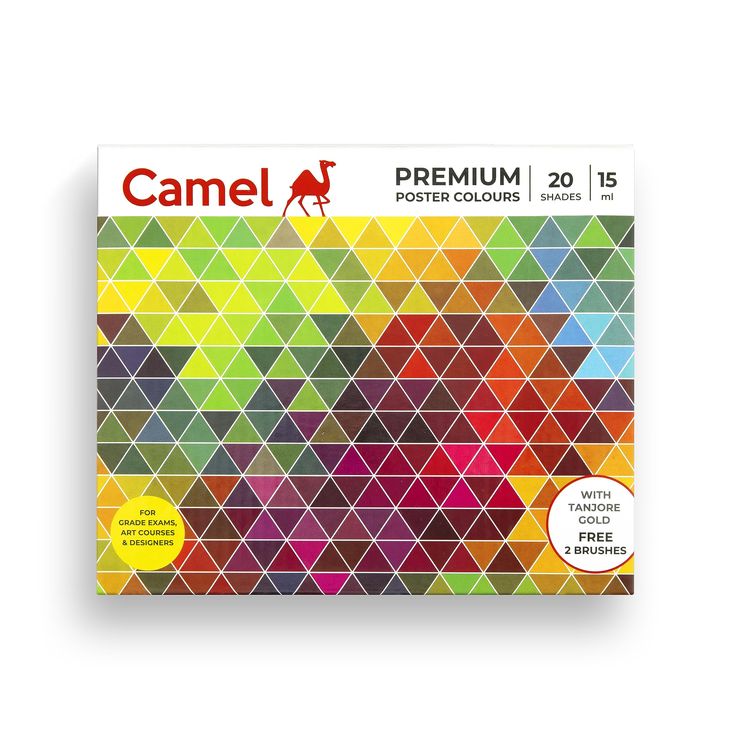 Camel
PREMIUM
POSTER COLOURS
20
SHADES
15
ml
FOR
GRADE EXAMS,
ART COURSES
& DESIGNERS
WITH
TANJORE
GOLD
FREE
2 BRUSHES